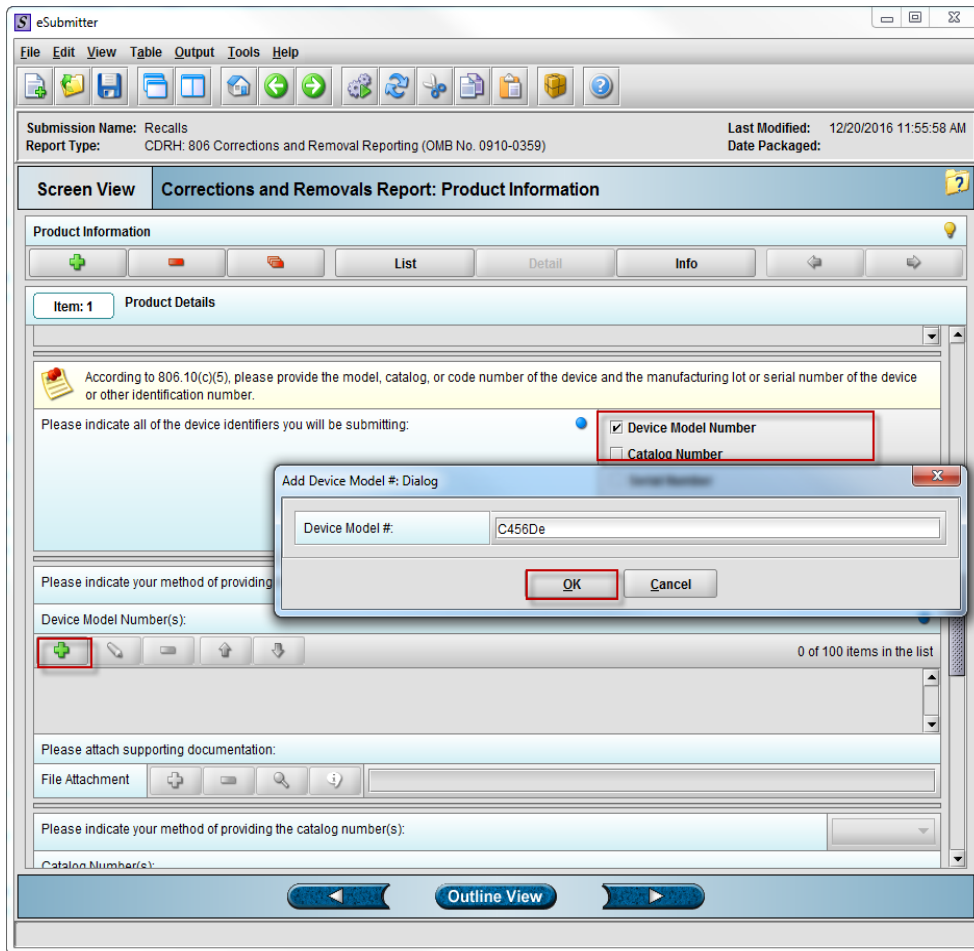 S eSubmitter
File Edit View Table Output Tools Help
Submission Name: Recalls Last Modified: 12/20/2016 11:55:58 AM
Report Type: CDRH: 806 Corrections and Removal Reporting (OMB No. 0910-0359) Date Packaged:
Screen View Corrections and Removals Report: Product Information
Product Information
List Detail Info
Item: 1 Product Details
According to 806.10(c)(5), please provide the model, catalog, or code number of the device and the manufacturing lot or serial number of the device
or other identification number.
Please indicate all of the device identifiers you will be submitting: Device Model Number
Catalog Number
Serial Number
Add Device Model #: Dialog
Device Model #: C456De
OK Cancel
Please indicate your method of providing
Device Model Number(s):
0 of 100 items in the list
Please attach supporting documentation:
File Attachment
Please indicate your method of providing the catalog number(s):
Catalog Number(s):
Outline View